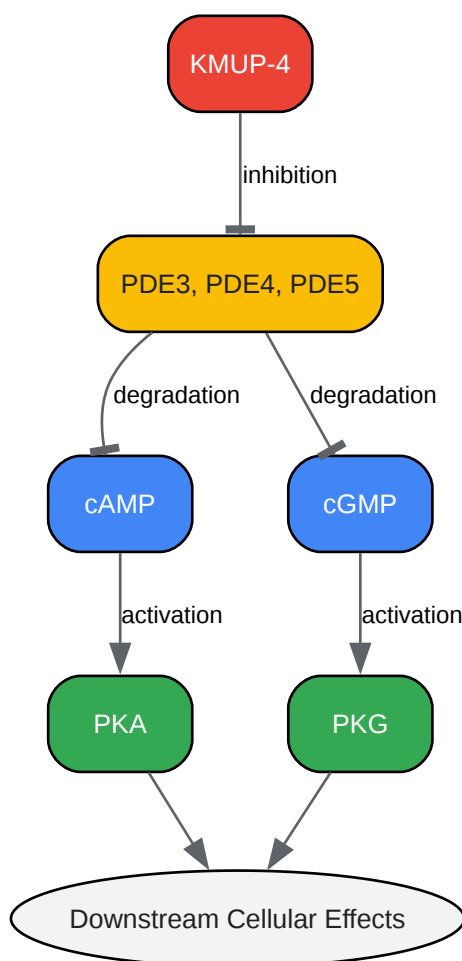 KMUP-4
inhibition
PDE3, PDE4, PDE5
degradation
degradation
cAMP
cGMP
activation
activation
PKA
PKG
Downstream Cellular Effects